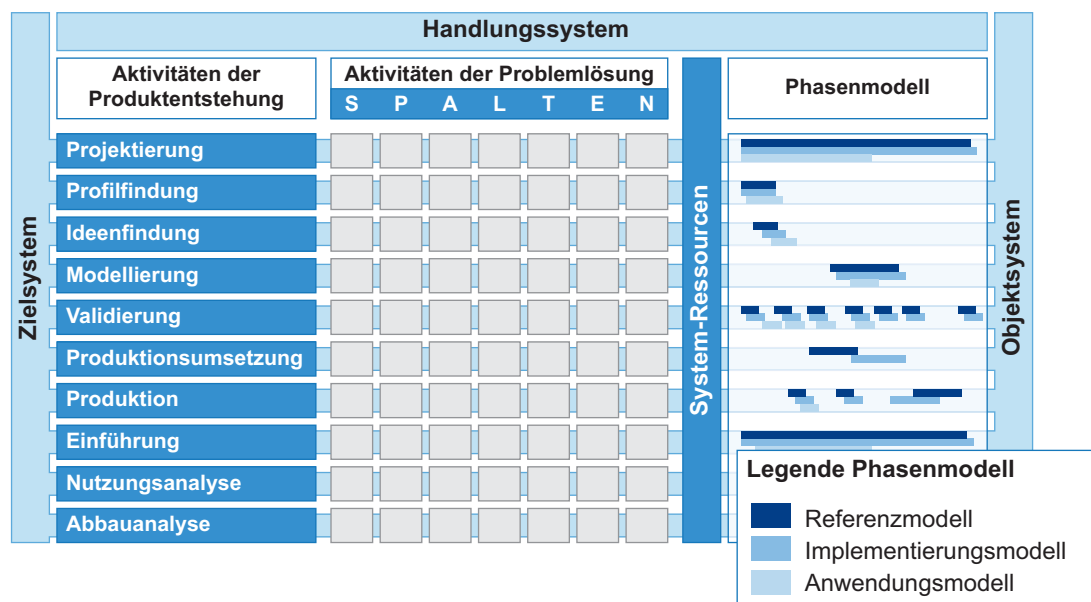 Handlungssystem
Zielsystem
Aktivitäten der
Produktentstehung
Aktivitäten der Problemlösung
S P A L T E N
System-Ressourcen
Phasenmodell
Objektsystem
Projektierung
Profilfindung
Ideenfindung
Modellierung
Validierung
Produktionsumsetzung
Produktion
Einführung
Nutzungsanalyse
Abbauanalyse
Legende Phasenmodell
Referenzmodell
Implementierungsmodell
Anwendungsmodell